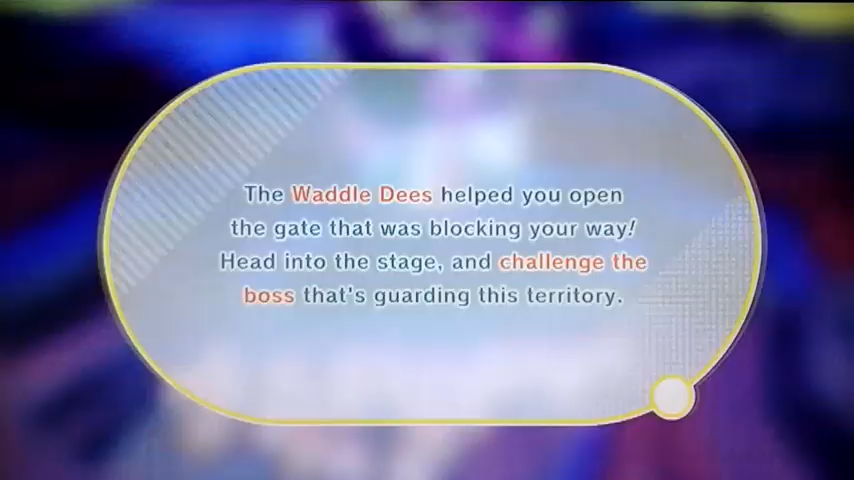 The Waddle Dees helped you open
the gate that was blocking your way!
Head into the stage, and challenge the
boss that's guarding this territory.